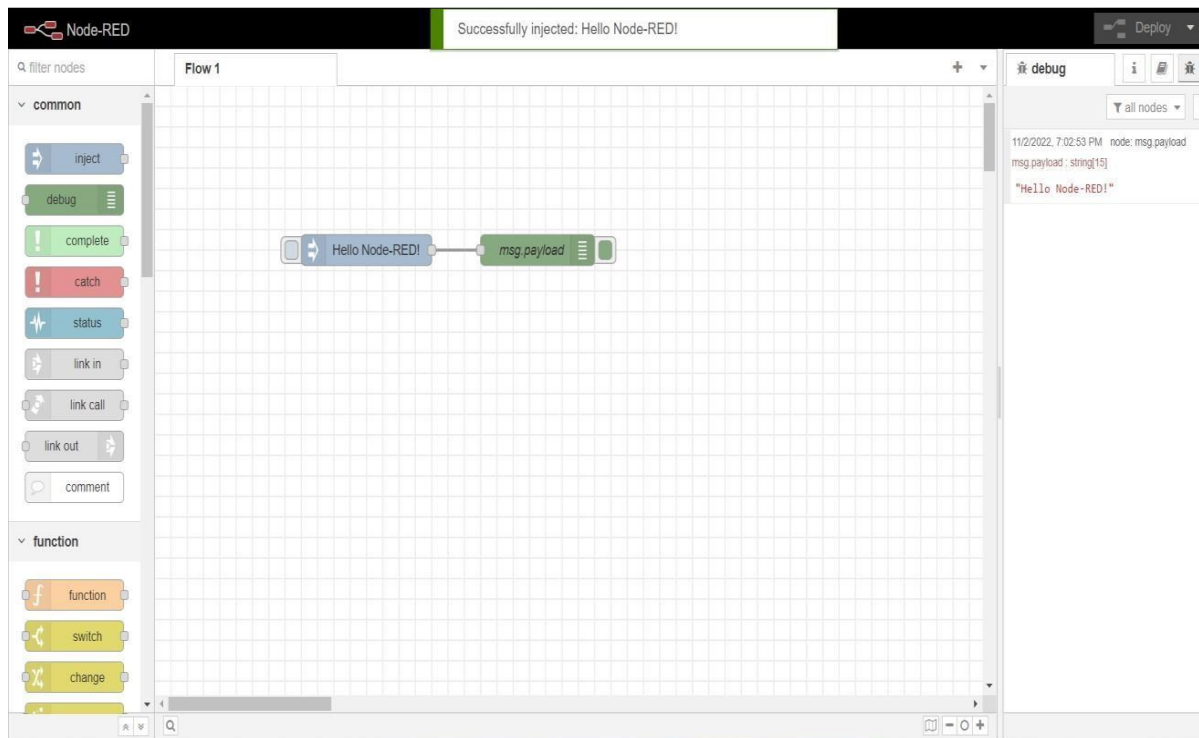 Node-RED
Successfully injected: Hello Node-RED!
Deploy
filter nodes
Flow 1
debug
i
all nodes
common
inject
debug
complete
catch
status
link in
link call
link out
comment
function
function
switch
change
Hello Node-RED!
msg.payload
11/2/2022, 7:02:53 PM node: msg.payload
msg.payload : string[15]
"Hello Node-RED!"